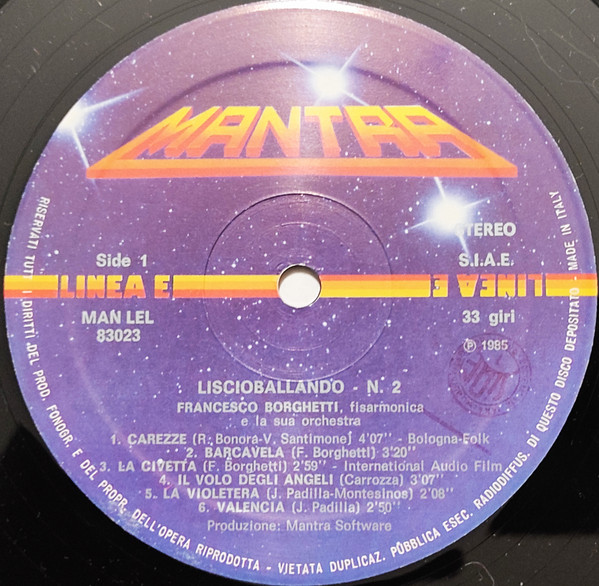 MANTRA
STEREO
Side 1
S.I.A.E.
LINEA E
LINEA E
MAN LEL
83023
33 giri
Ⓟ 1985
LISCIOBALLANDO - N. 2
FRANCESCO BORGHETTI, fisarmonica
e la sua orchestra
1. CAREZZE (R. Bonora-V. Santimone) 4'07'' - Bologna-Folk
2. BARCAVELA (F. Borghetti) 3'20''
3. LA CIVETTA (F. Borghetti) 2'59'' - International Audio Film
4. IL VOLO DEGLI ANGELI (Carrozza) 3'07''
5. LA VIOLETERA (J. Padilla-Montesinos) 2'08''
6. VALENCIA (J. Padilla) 2'50''
Produzione: Mantra Software
RISERVATI TUTTI I DIRITTI DEL PROD. FONOGR. E DEL PROPR. DELL'OPERA RIPRODOTTA - VIETATA DUPLICAZ. PUBBLICA ESEC. RADIODIFFUS. DI QUESTO DISCO DEPOSITATO - MADE IN ITALY